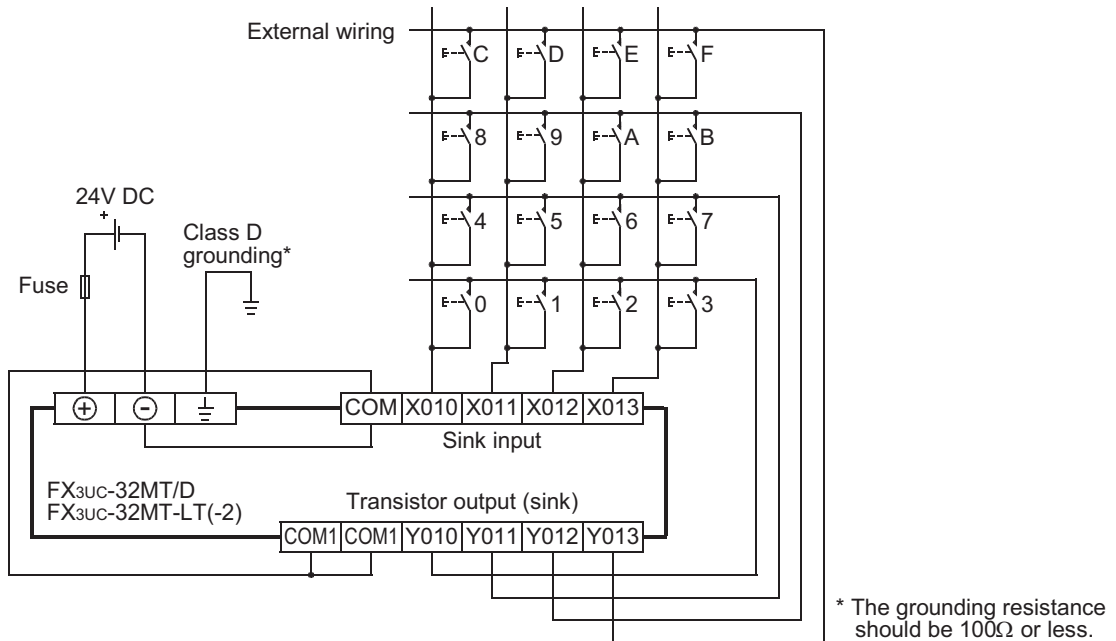 External wiring
C D E F
8 9 A B
24V DC
+
4 5 6 7
Class D
grounding*
Fuse
0 1 2 3
+ - COM X010 X011 X012 X013
Sink input
FX3UC-32MT/D
FX3UC-32MT-LT(-2)
Transistor output (sink)
COM1 COM1 Y010 Y011 Y012 Y013
* The grounding resistance
should be 100Ω or less.